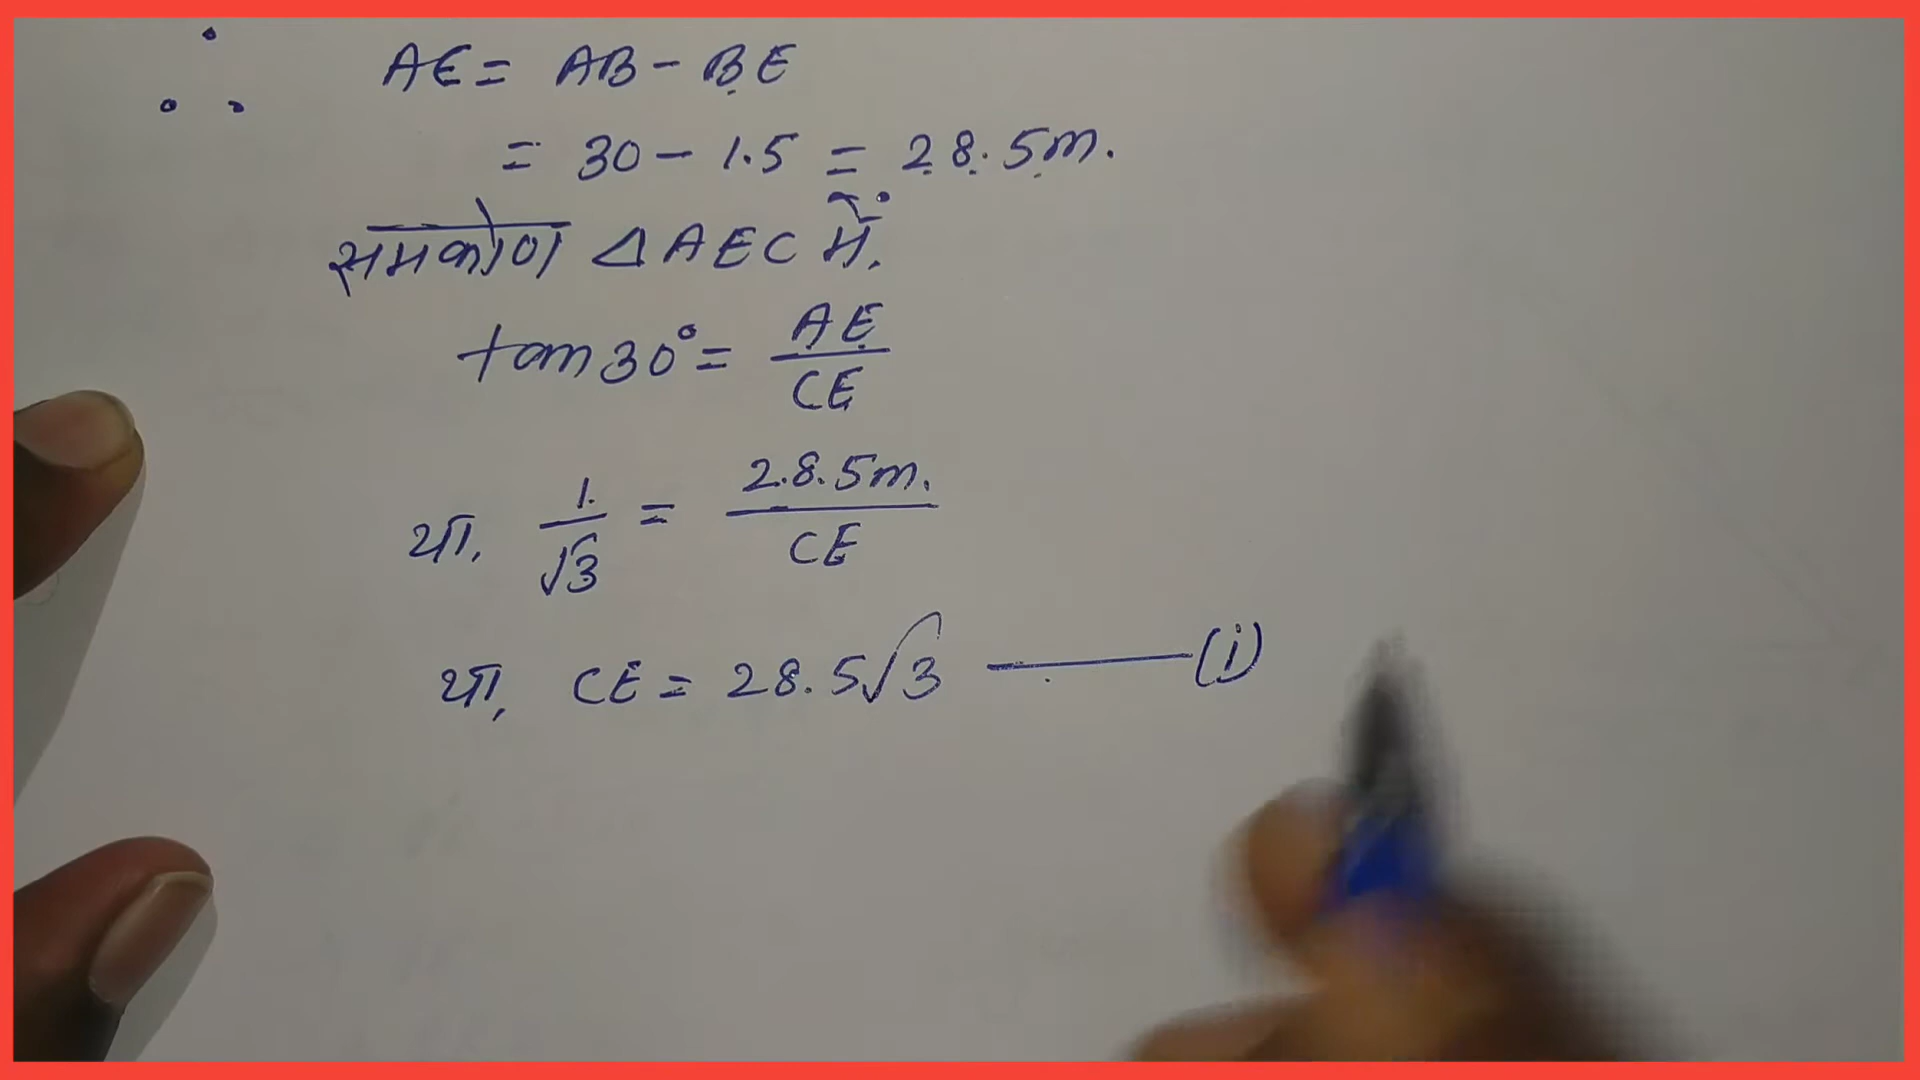 ∴ AE = AB - BE
= 30 - 1.5 = 28.5m.
समकोण ΔAEC में.
tan30° = AE/CE
या, 1/√3 = 28.5m./CE
या, CE = 28.5√3 ——— (i)